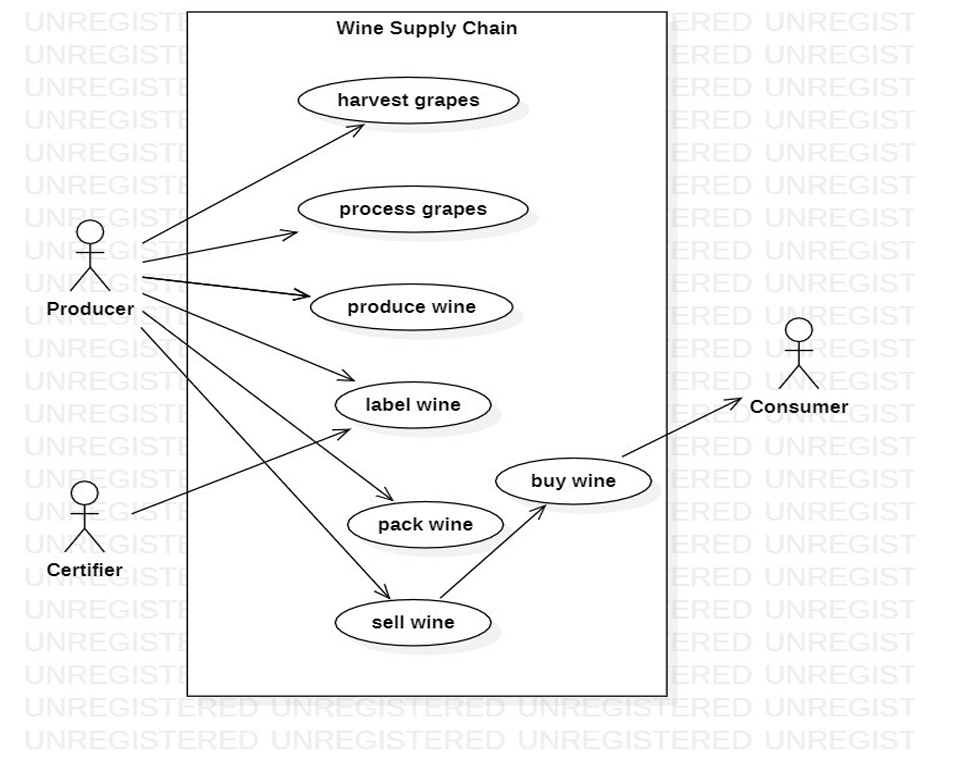 Wine Supply Chain
harvest grapes
process grapes
Producer
produce wine
label wine
Consumer
buy wine
pack wine
Certifier
sell wine
UNREGISTERED UNREGISTERED UNREGISTERED UNREGIST